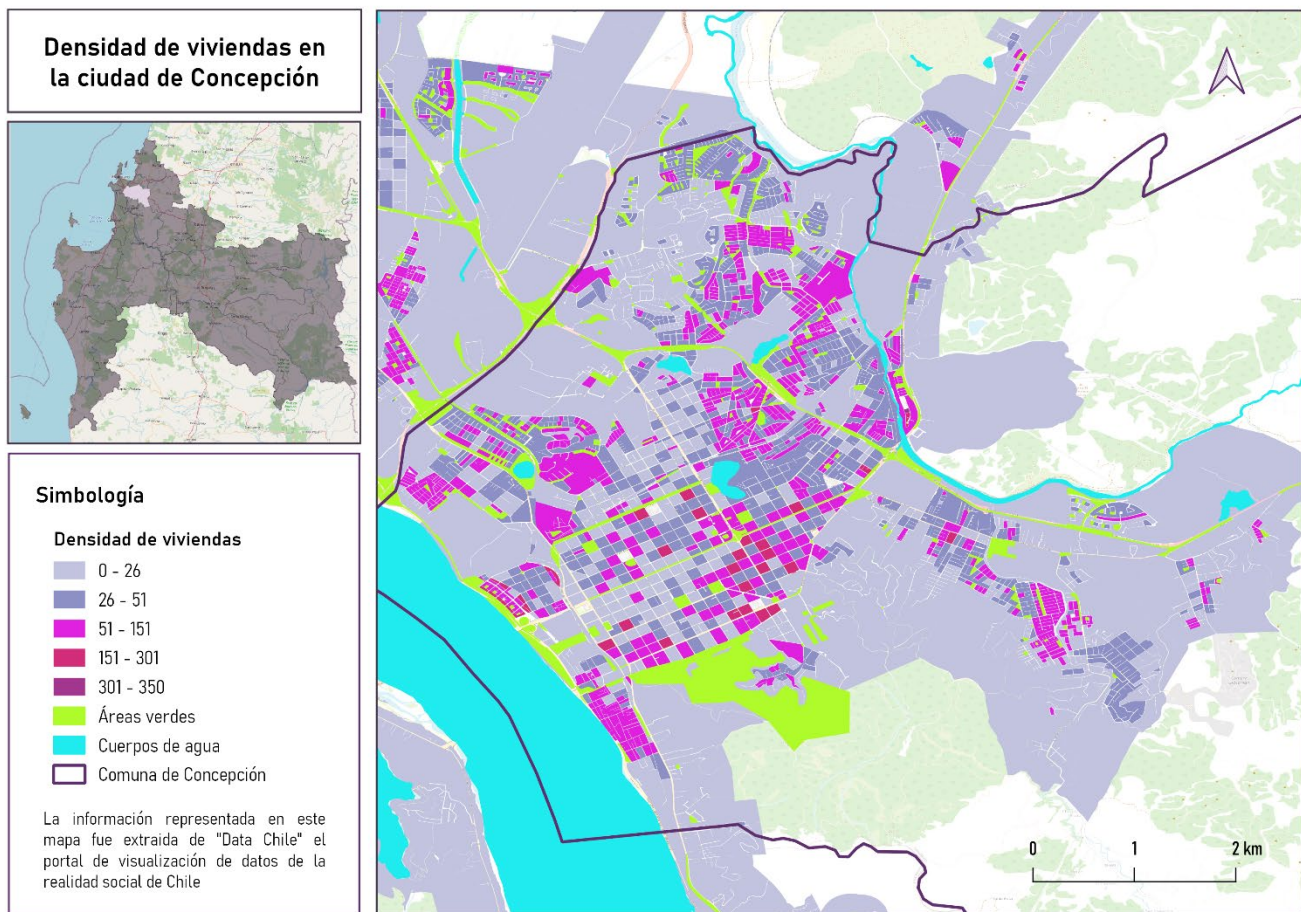 Densidad de viviendas en
la ciudad de Concepción
Simbología
Densidad de viviendas
0 - 26
26 - 51
51 - 151
151 - 301
301 - 350
Áreas verdes
Cuerpos de agua
Comuna de Concepción
La información representada en este
mapa fue extraida de "Data Chile" el
portal de visualización de datos de la
realidad social de Chile
0 1 2 km